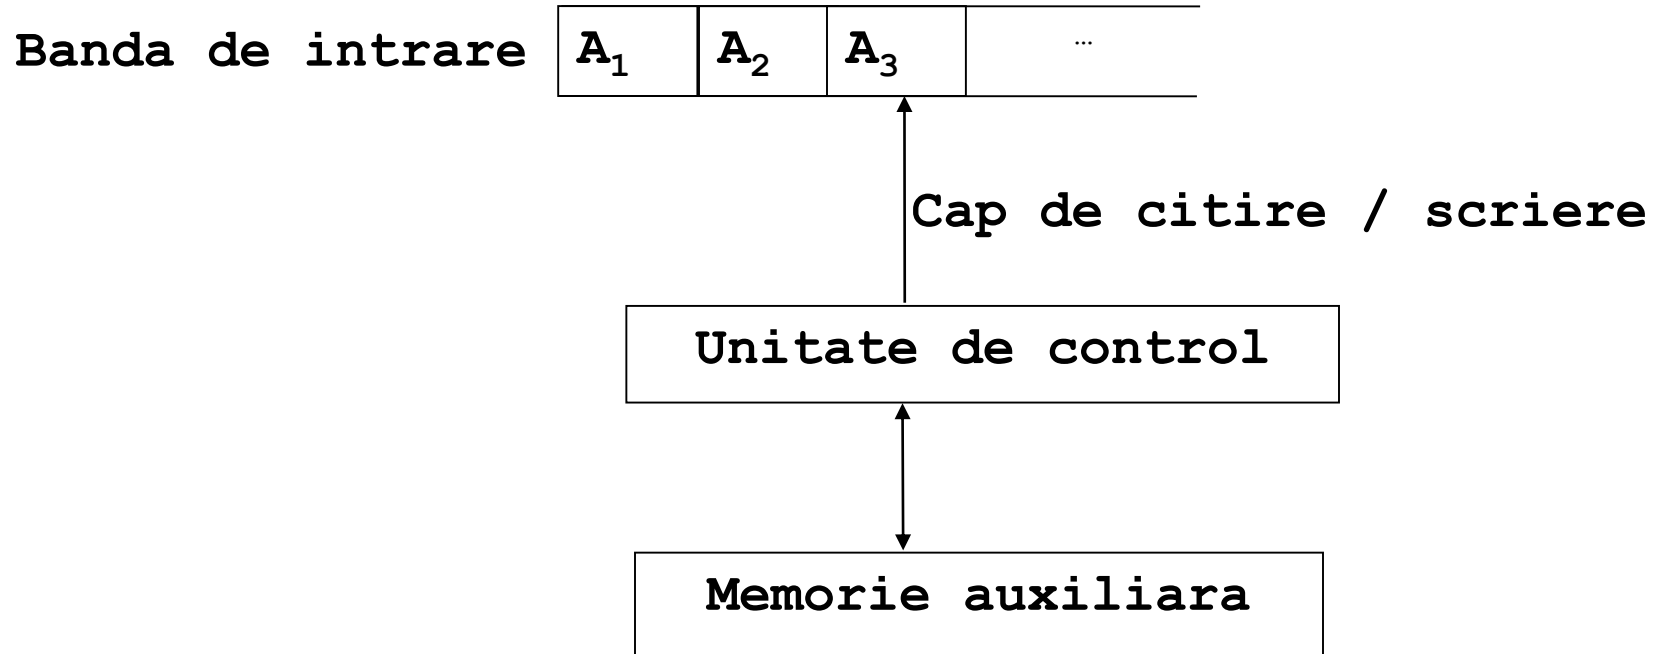 Banda de intrare A1 A2 A3 ...
Cap de citire / scriere
Unitate de control
Memorie auxiliara